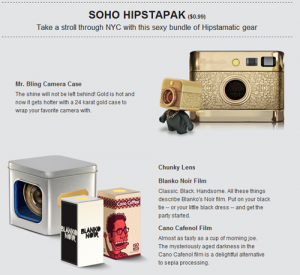 SOHO HIPSTAPAK ($0.99)
Take a stroll through NYC with this sexy bundle of Hipstamatic gear
Mr. Bling Camera Case
The shine will not be left behind! Gold is hot and
now it gets hotter with a 24 karat gold case to
wrap your favorite camera with.
Chunky Lens
Blanko Noir Film
Classic. Black. Handsome. All these things
describe Blanko's Noir film. Put on your black
tie -- or your little black dress -- and get the
party started.
Cano Cafenol Film
Almost as tasty as a cup of morning joe.
The mysteriously aged darkness in the
Cano Cafenol film is a delightful alternative
to sepia processing.
BLANKO
NOIR
Cano Cafenol